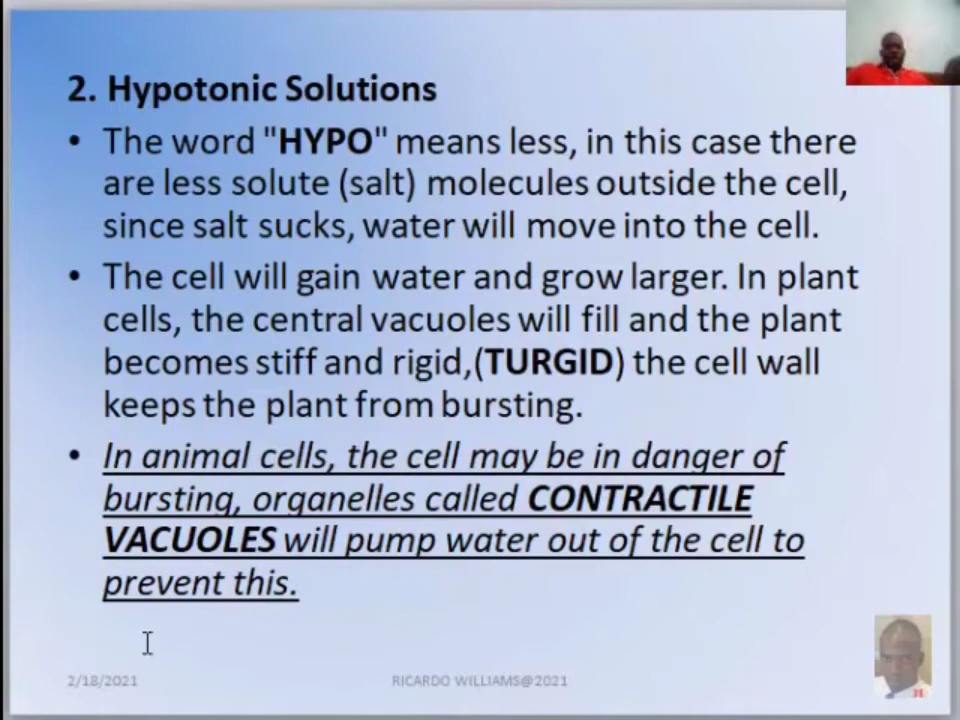 2. Hypotonic Solutions
• The word "HYPO" means less, in this case there
are less solute (salt) molecules outside the cell,
since salt sucks, water will move into the cell.
• The cell will gain water and grow larger. In plant
cells, the central vacuoles will fill and the plant
becomes stiff and rigid,(TURGID) the cell wall
keeps the plant from bursting.
• In animal cells, the cell may be in danger of
bursting, organelles called CONTRACTILE
VACUOLES will pump water out of the cell to
prevent this.
2/18/2021 RICARDO WILLIAMS@2021